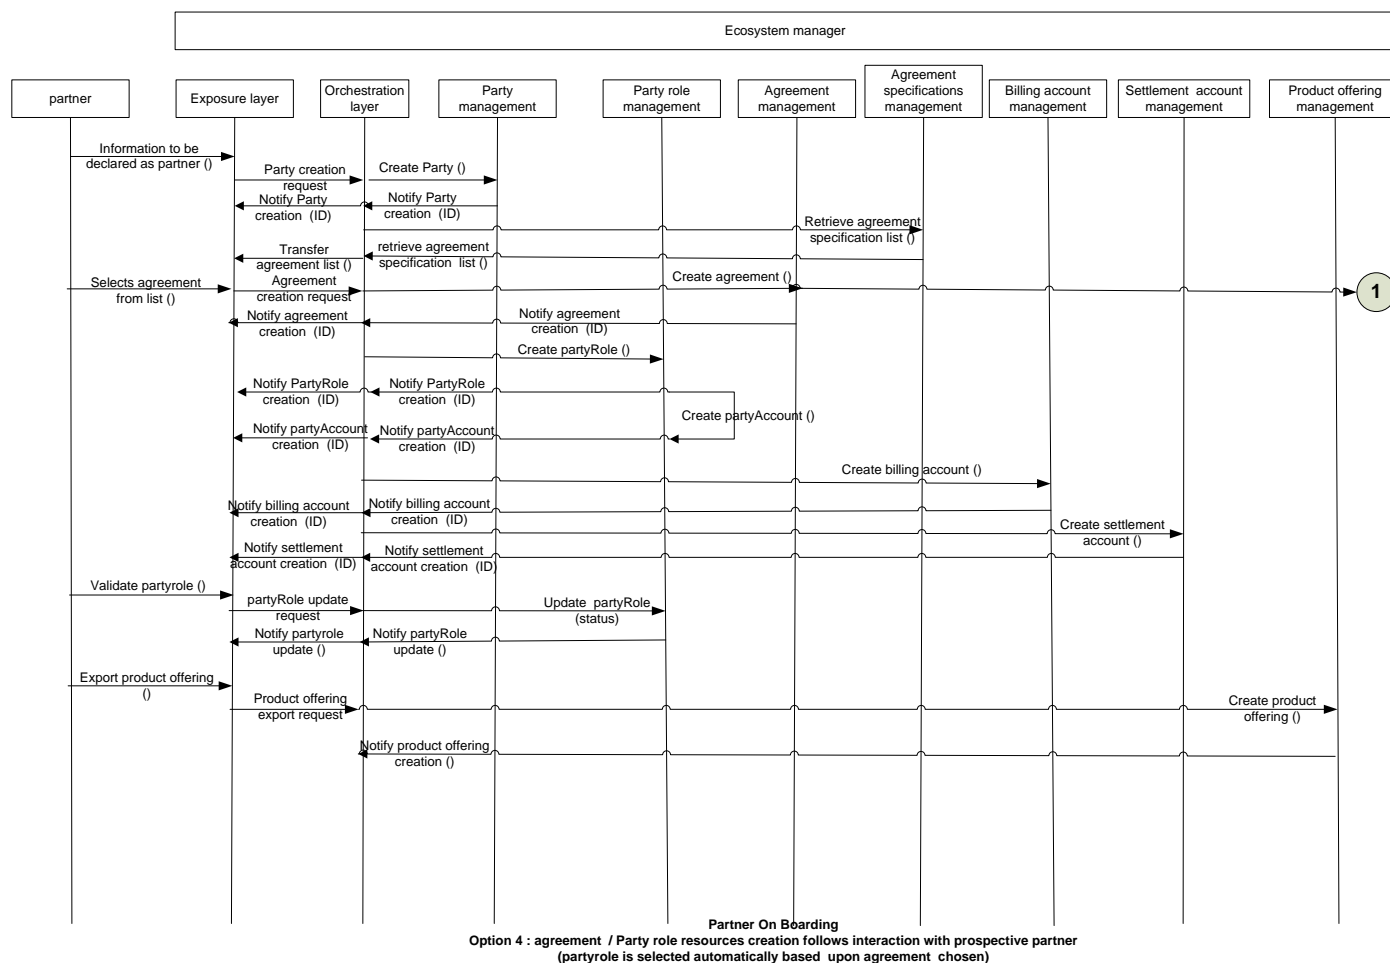 Ecosystem manager
partner
Exposure layer
Orchestration
layer
Party
management
Party role
management
Agreement
management
Agreement
specifications
management
Billing account
management
Settlement account
management
Product offering
management
Information to be
declared as partner ()
Party creation
request
Create Party ()
Notify Party
creation (ID)
Notify Party
creation (ID)
Retrieve agreement
specification list ()
Transfer
agreement list ()
retrieve agreement
specification list ()
Selects agreement
from list ()
Agreement
creation request
Create agreement ()
1
Notify agreement
creation (ID)
Notify agreement
creation (ID)
Create partyRole ()
Notify PartyRole
creation (ID)
Notify PartyRole
creation (ID)
Create partyAccount ()
Notify partyAccount
creation (ID)
Notify partyAccount
creation (ID)
Create billing account ()
Notify billing account
creation (ID)
Notify billing account
creation (ID)
Create settlement
account ()
Notify settlement
account creation (ID)
Notify settlement
account creation (ID)
Validate partyrole ()
partyRole update
request
Update partyRole
(status)
Notify partyrole
update ()
Notify partyRole
update ()
Export product offering
()
Product offering
export request
Create product
offering ()
Notify product offering
creation ()
Partner On Boarding
Option 4 : agreement / Party role resources creation follows interaction with prospective partner
(partyrole is selected automatically based upon agreement chosen)